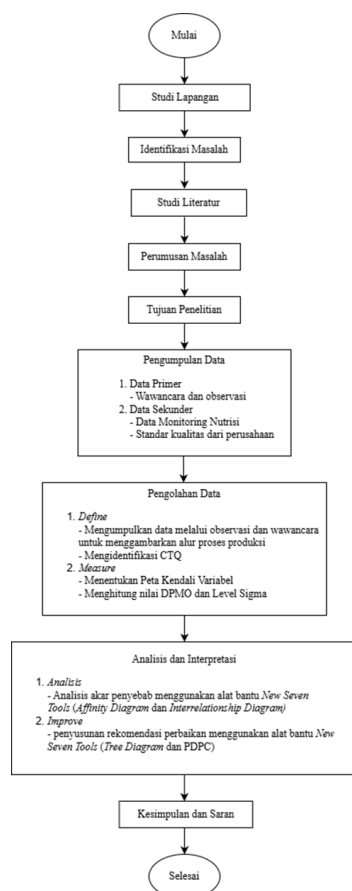 Mulai
Studi Lapangan
Identifikasi Masalah
Studi Literatur
Perumusan Masalah
Tujuan Penelitian
Pengumpulan Data
1. Data Primer
- Wawancara dan observasi
2. Data Sekunder
- Data Monitoring Nutrisi
- Standar kualitas dari perusahaan
Pengolahan Data
1. Define
- Mengumpulkan data melalui observasi dan wawancara
untuk menggambarkan alur proses produksi
- Mengidentifikasi CTQ
2. Measure
- Menentukan Peta Kendali Variabel
- Menghitung nilai DPMO dan Level Sigma
Analisis dan Interpretasi
1. Analisis
- Analisis akar penyebab menggunakan alat bantu New Seven
Tools (Affinity Diagram dan Interrelationship Diagram)
2. Improve
- penyusunan rekomendasi perbaikan menggunakan alat bantu New
Seven Tools (Tree Diagram dan PDPC)
Kesimpulan dan Saran
Selesai